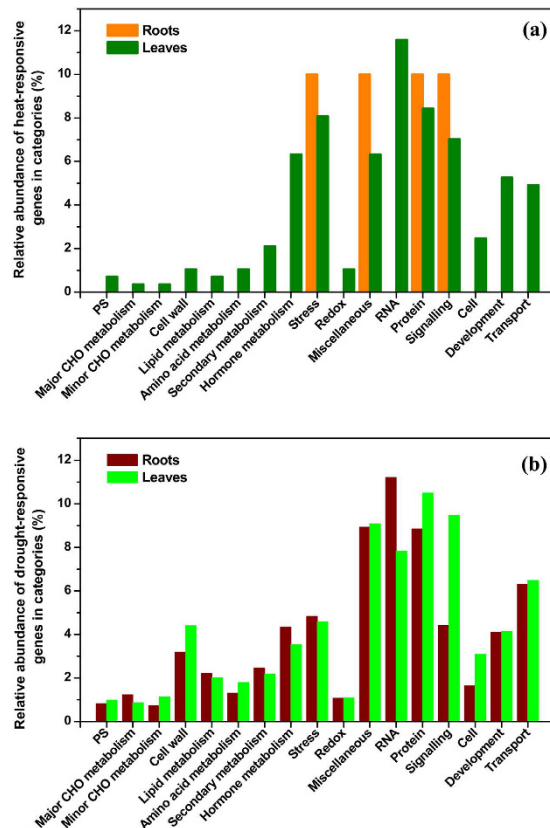 (a)
Roots
Leaves
Relative abundance of heat-responsive
genes in categories (%)
12
10
8
6
4
2
0
PS
Major CHO metabolism
Minor CHO metabolism
Cell wall
Lipid metabolism
Amino acid metabolism
Secondary metabolism
Hormone metabolism
Stress
Redox
Miscellaneous
RNA
Protein
Signalling
Cell
Development
Transport
(b)
Roots
Leaves
Relative abundance of drought-responsive
genes in categories (%)
12
10
8
6
4
2
0
PS
Major CHO metabolism
Minor CHO metabolism
Cell wall
Lipid metabolism
Amino acid metabolism
Secondary metabolism
Hormone metabolism
Stress
Redox
Miscellaneous
RNA
Protein
Signalling
Cell
Development
Transport